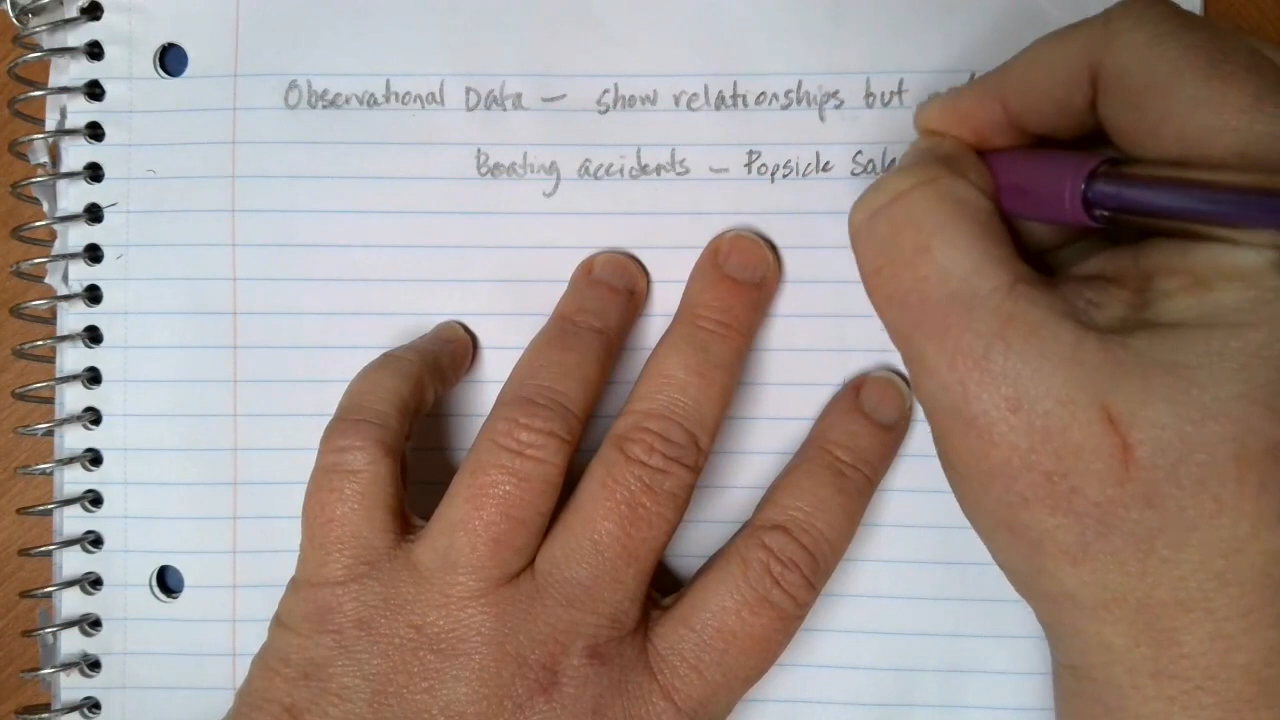 Observational Data – show relationships but
Boating accidents – Popsicle